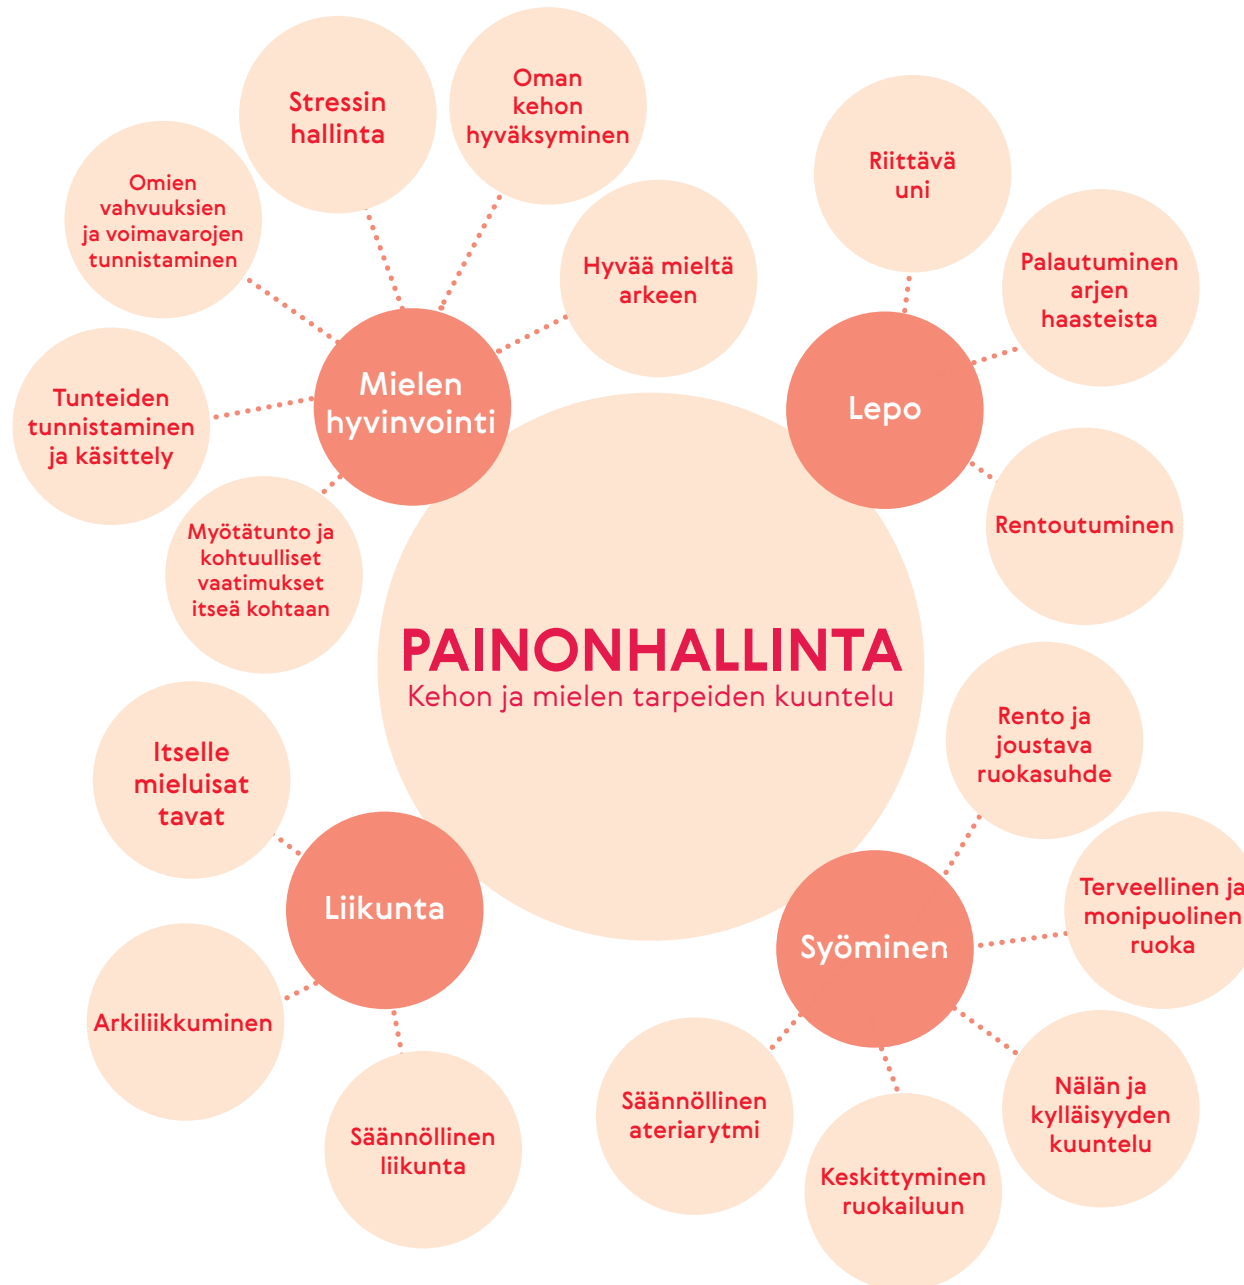 Stressin
hallinta
Oman
kehon
hyväksyminen
Omien
vahvuuksien
ja voimavarojen
tunnistaminen
Hyvää mieltä
arkeen
Tunteiden
tunnistaminen
ja käsittely
Mielen
hyvinvointi
Myötätunto ja
kohtuulliset
vaatimukset
itseä kohtaan
Riittävä
uni
Palautuminen
arjen
haasteista
Lepo
Rentoutuminen
PAINONHALLINTA
Kehon ja mielen tarpeiden kuuntelu
Itselle
mieluisat
tavat
Liikunta
Arkiliikkuminen
Säännöllinen
liikunta
Rento ja
joustava
ruokasuhde
Terveellinen ja
monipuolinen
ruoka
Syöminen
Säännöllinen
ateriarytmi
Keskittyminen
ruokailuun
Nälän ja
kylläisyyden
kuuntelu